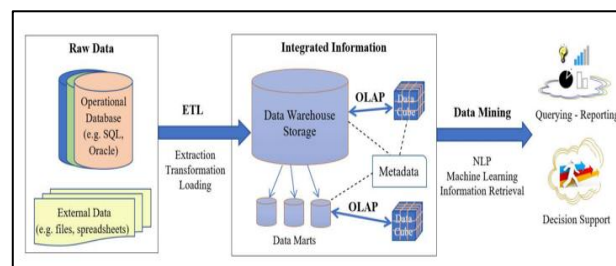 Raw Data
Operational
Database
(e.g. SQL,
Oracle)
External Data
(e.g. files, spreadsheets)
ETL
Extraction
Transformation
Loading
Integrated Information
Data Warehouse
Storage
OLAP
Data
Cube
Metadata
Data Marts
OLAP
Data
Cube
Data Mining
NLP
Machine Learning
Information Retrieval
Querying - Reporting
Decision Support